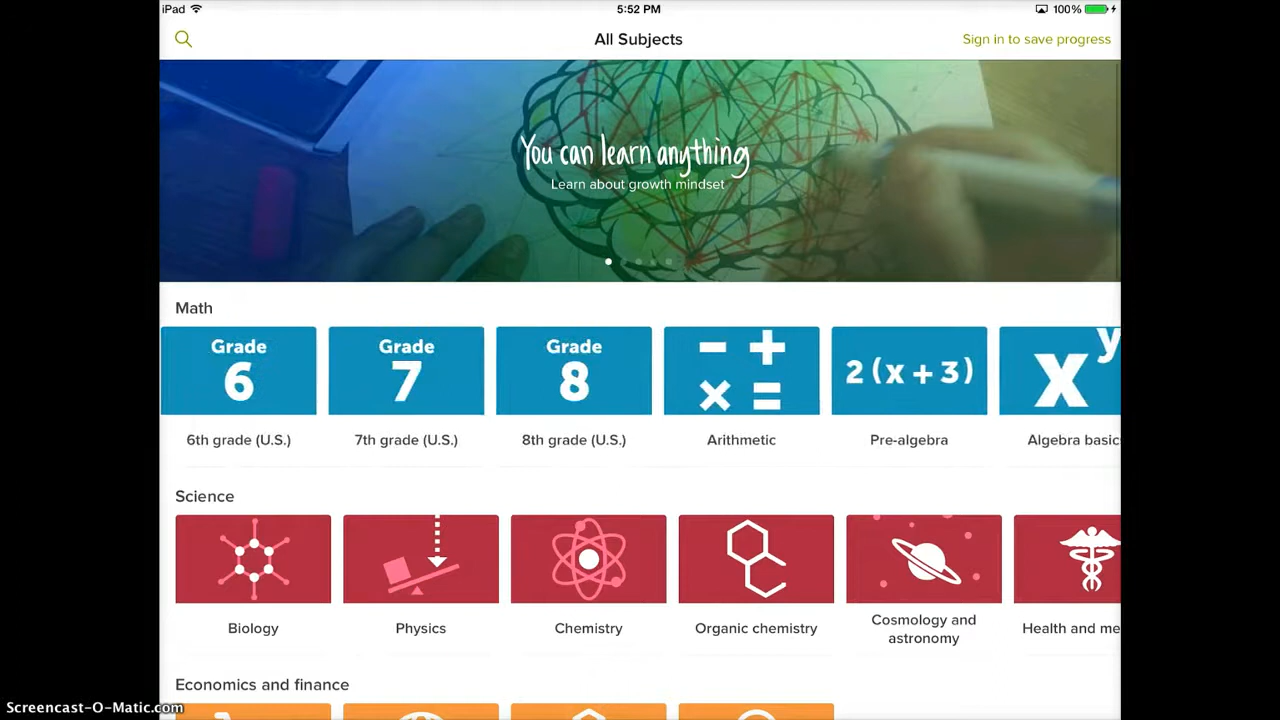 iPad
5:52 PM
100%
All Subjects
Sign in to save progress
You can learn anything
Learn about growth mindset
Math
Grade
6
Grade
7
Grade
8
− +
× =
2(x + 3)
x^y
6th grade (U.S.)
7th grade (U.S.)
8th grade (U.S.)
Arithmetic
Pre-algebra
Algebra basic
Science
Biology
Physics
Chemistry
Organic chemistry
Cosmology and
astronomy
Health and me
Economics and finance
Screencast-O-Matic.com